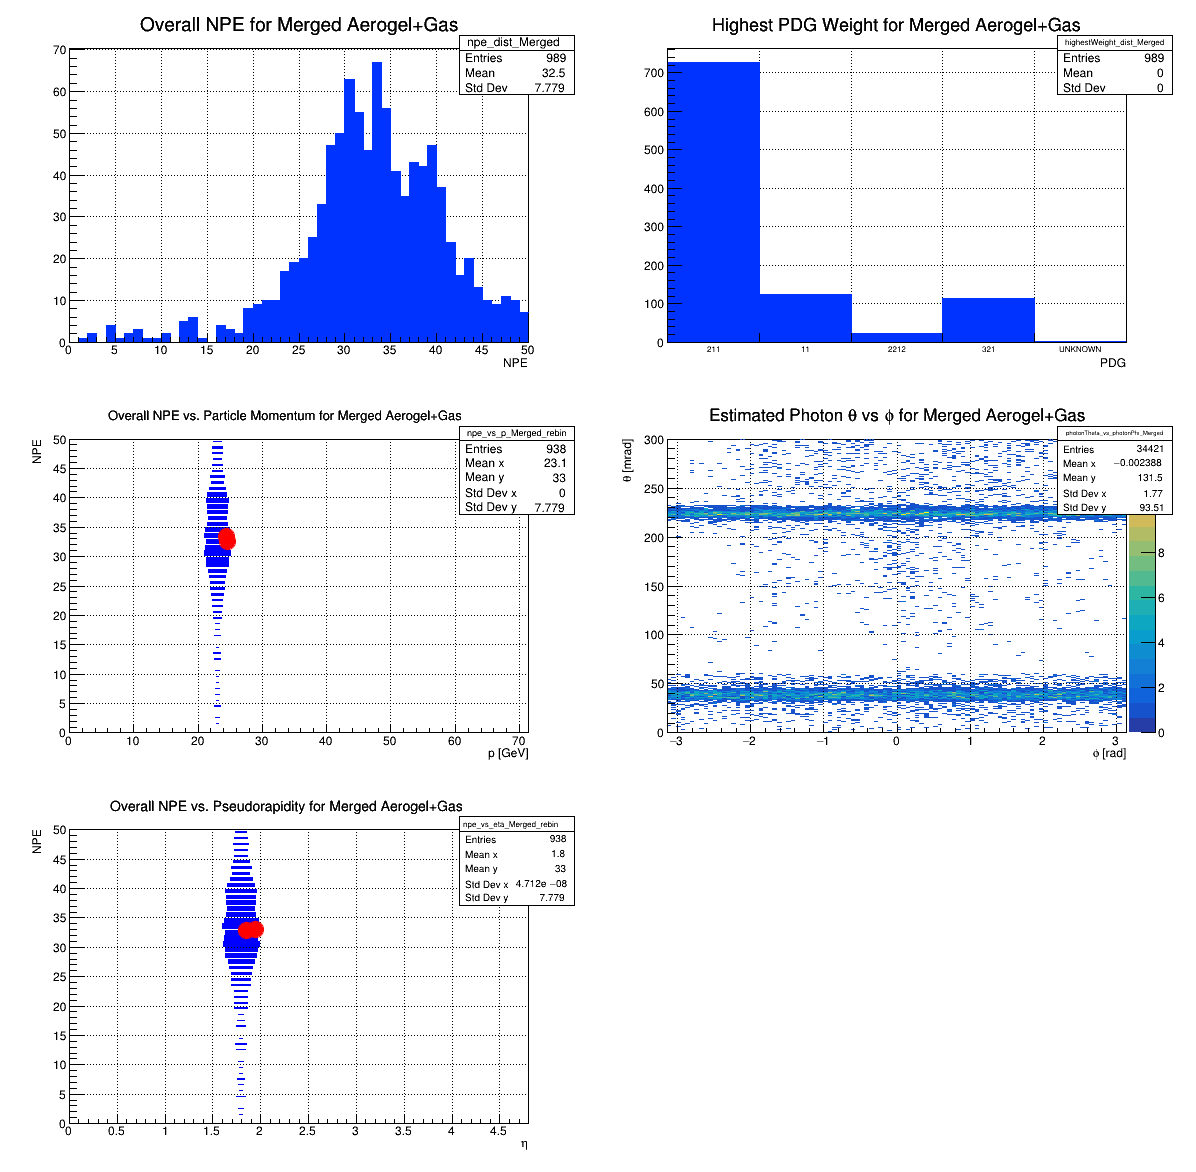 Overall NPE for Merged Aerogel+Gas
npe_dist_Merged
Entries 989
Mean 32.5
Std Dev 7.779
70
60
50
40
30
20
10
0
0 5 10 15 20 25 30 35 40 45 50
NPE
Highest PDG Weight for Merged Aerogel+Gas
highestWeight_dist_Merged
Entries 989
Mean 0
Std Dev 0
700
600
500
400
300
200
100
0
211 11 2212 321 UNKNOWN
PDG
Overall NPE vs. Particle Momentum for Merged Aerogel+Gas
npe_vs_p_Merged_rebin
Entries 938
Mean x 23.1
Mean y 33
Std Dev x 0
Std Dev y 7.779
NPE
50
45
40
35
30
25
20
15
10
5
0
0 10 20 30 40 50 60 70
p [GeV]
Estimated Photon θ vs ϕ for Merged Aerogel+Gas
photonTheta_vs_photonPhi_Merged
Entries 34421
Mean x −0.002388
Mean y 131.5
Std Dev x 1.77
Std Dev y 93.51
θ [mrad]
300
250
200
150
100
50
0
−3 −2 −1 0 1 2 3
ϕ [rad]
8
6
4
2
0
Overall NPE vs. Pseudorapidity for Merged Aerogel+Gas
npe_vs_eta_Merged_rebin
Entries 938
Mean x 1.8
Mean y 33
Std Dev x 4.712e −08
Std Dev y 7.779
NPE
50
45
40
35
30
25
20
15
10
5
0
0 0.5 1 1.5 2 2.5 3 3.5 4 4.5
η